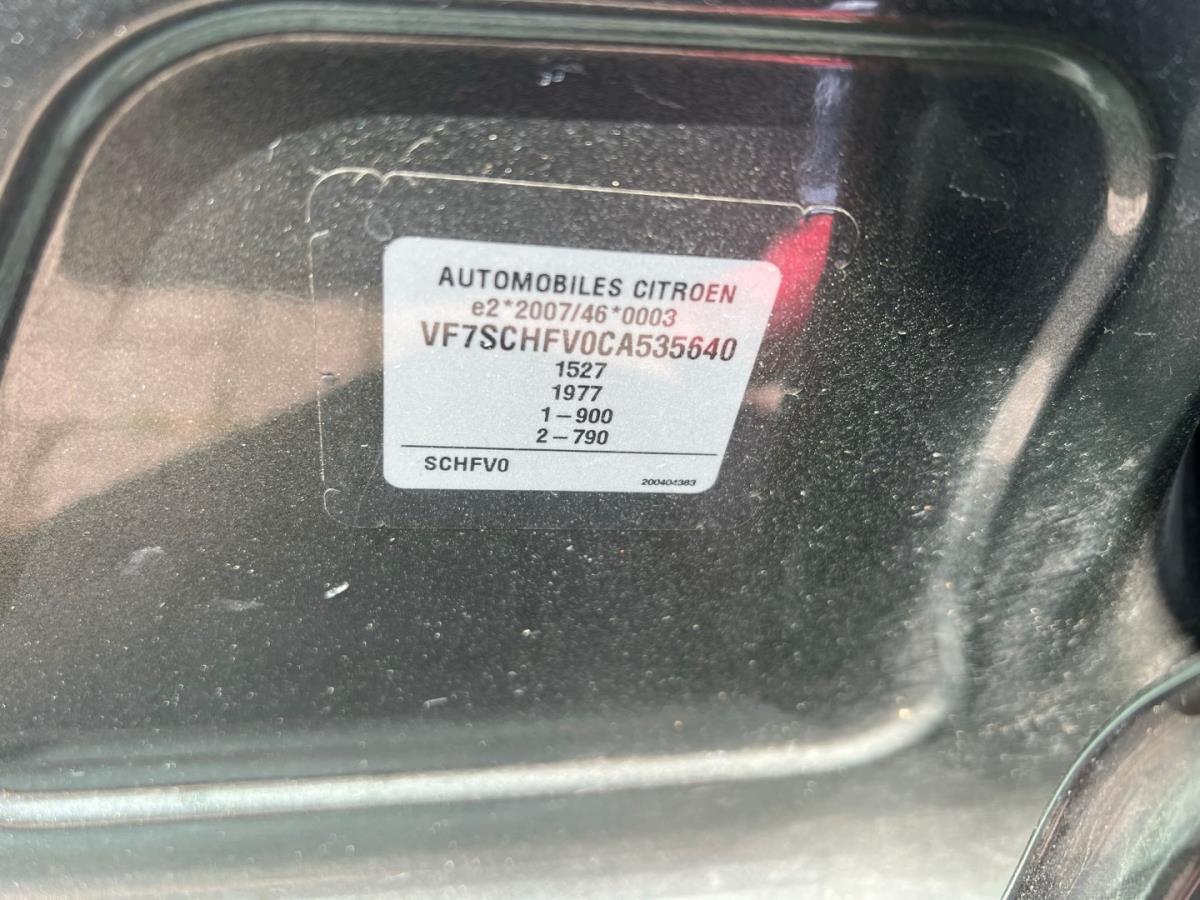 AUTOMOBILES CITROEN
e2*2007/46*0003
VF7SCHFV0CA535640
1527
1977
1–900
2–790
SCHFV0
200404383